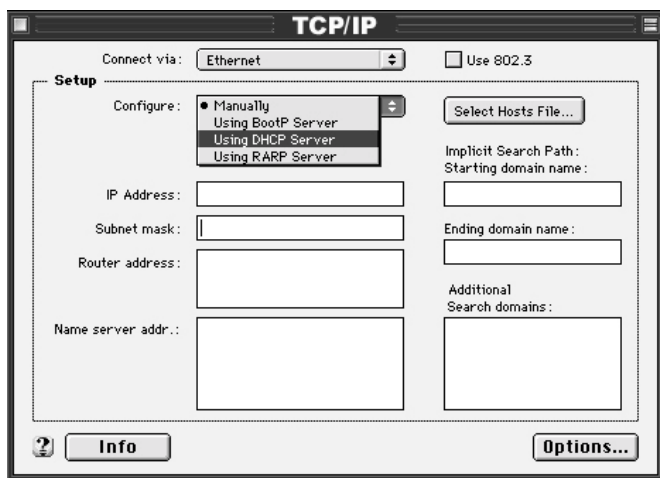 TCP/IP
Connect via: Ethernet
Use 802.3
Setup
Configure: • Manually
Using BootP Server
Using DHCP Server
Using RARP Server
Select Hosts File...
Implicit Search Path:
Starting domain name:
IP Address:
Subnet mask:
Ending domain name:
Router address:
Additional
Search domains:
Name server addr.:
?
Info
Options...